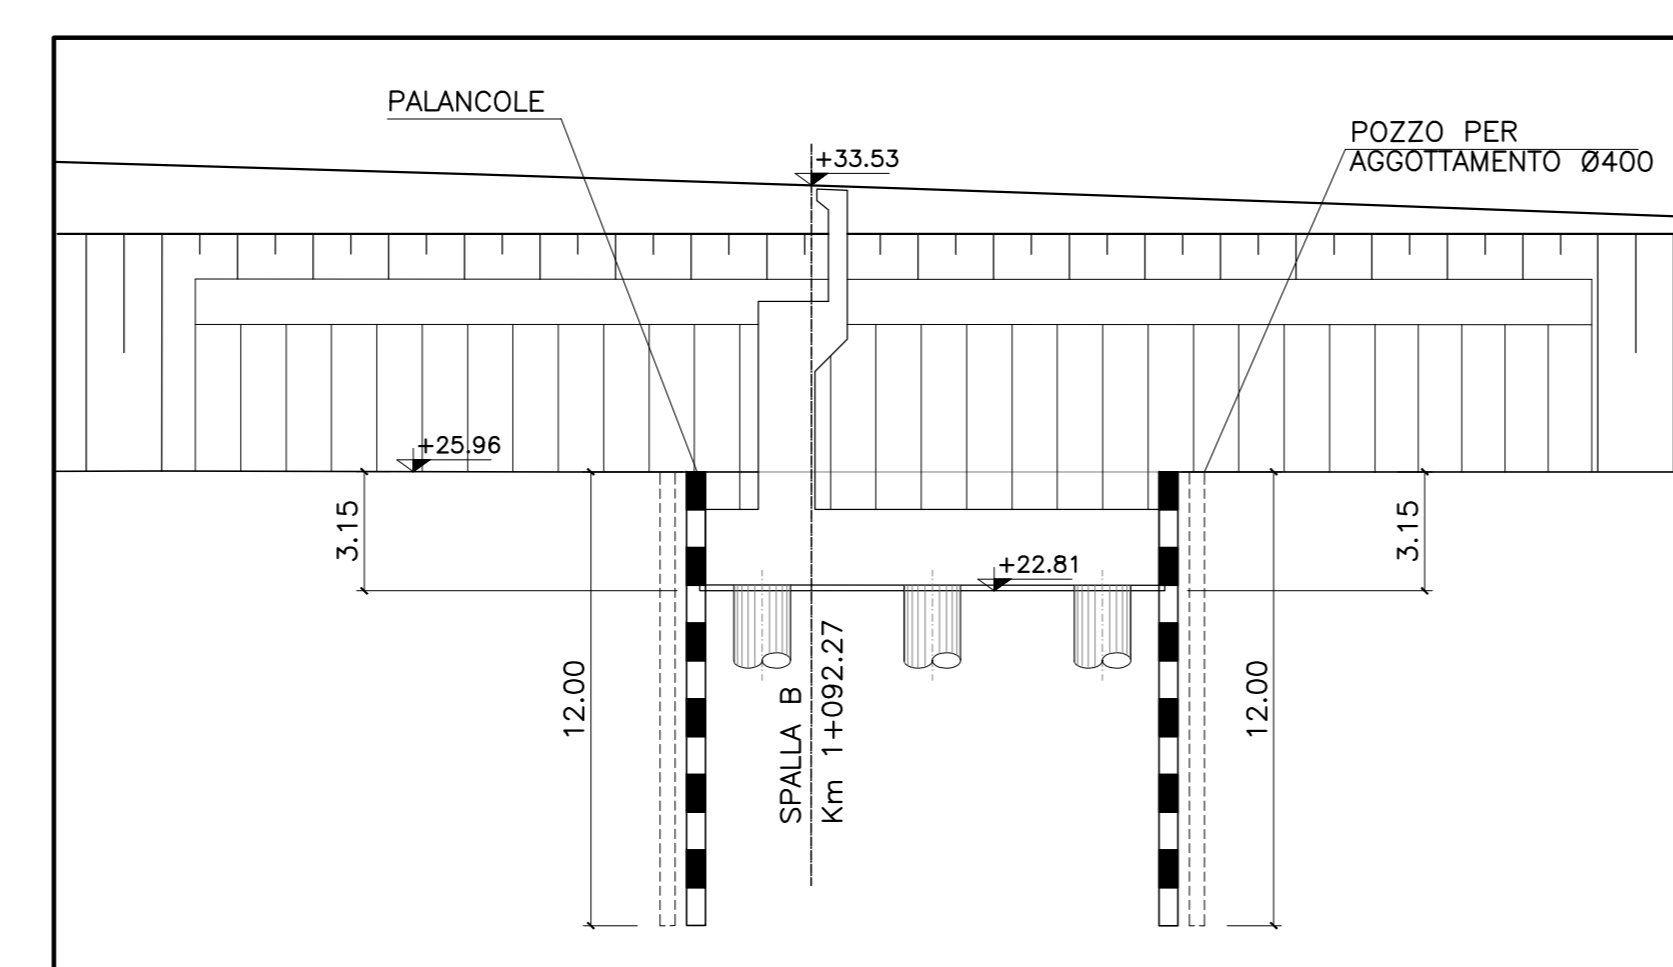 PALANCOLE
POZZO PER
AGGOTTAMENTO Ø400
+33.53
+25.96
3.15
3.15
+22.81
12.00
12.00
SPALLA B
Km 1+092.27